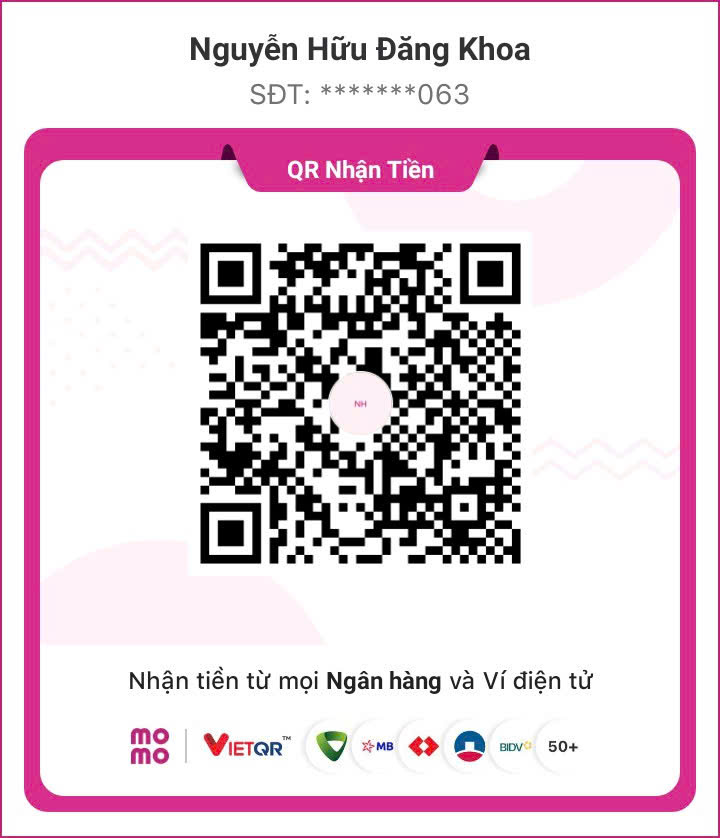 Nguyễn Hữu Đăng Khoa
SĐT: *******063
QR Nhận Tiền
NH
Nhận tiền từ mọi Ngân hàng và Ví điện tử
mo
mo
VIETQR™
MB
BIDV
50+